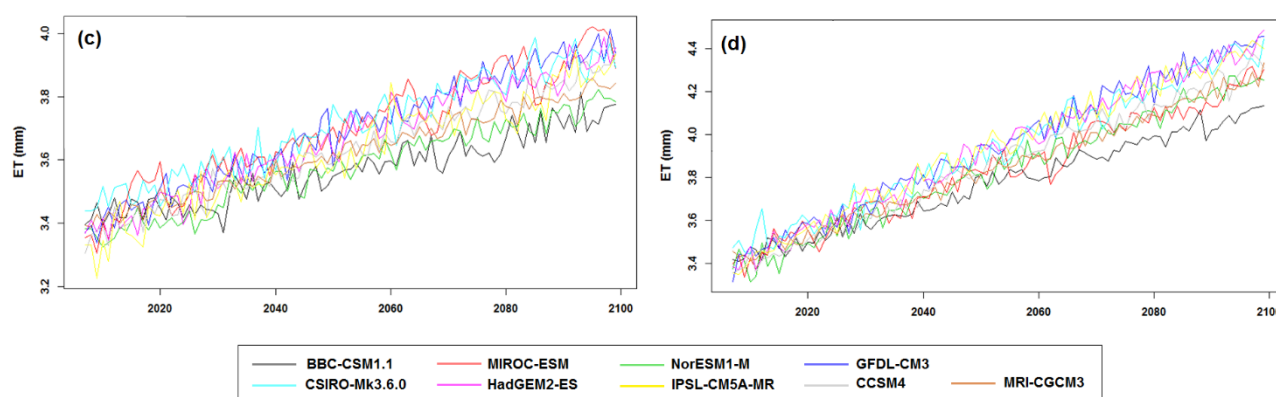 (c)
ET (mm)
4.0
3.8
3.6
3.4
3.2
2020 2040 2060 2080 2100
(d)
ET (mm)
4.4
4.2
4.0
3.8
3.6
3.4
2020 2040 2060 2080 210
BBC-CSM1.1 MIROC-ESM NorESM1-M GFDL-CM3
CSIRO-Mk3.6.0 HadGEM2-ES IPSL-CM5A-MR CCSM4 MRI-CGCM3